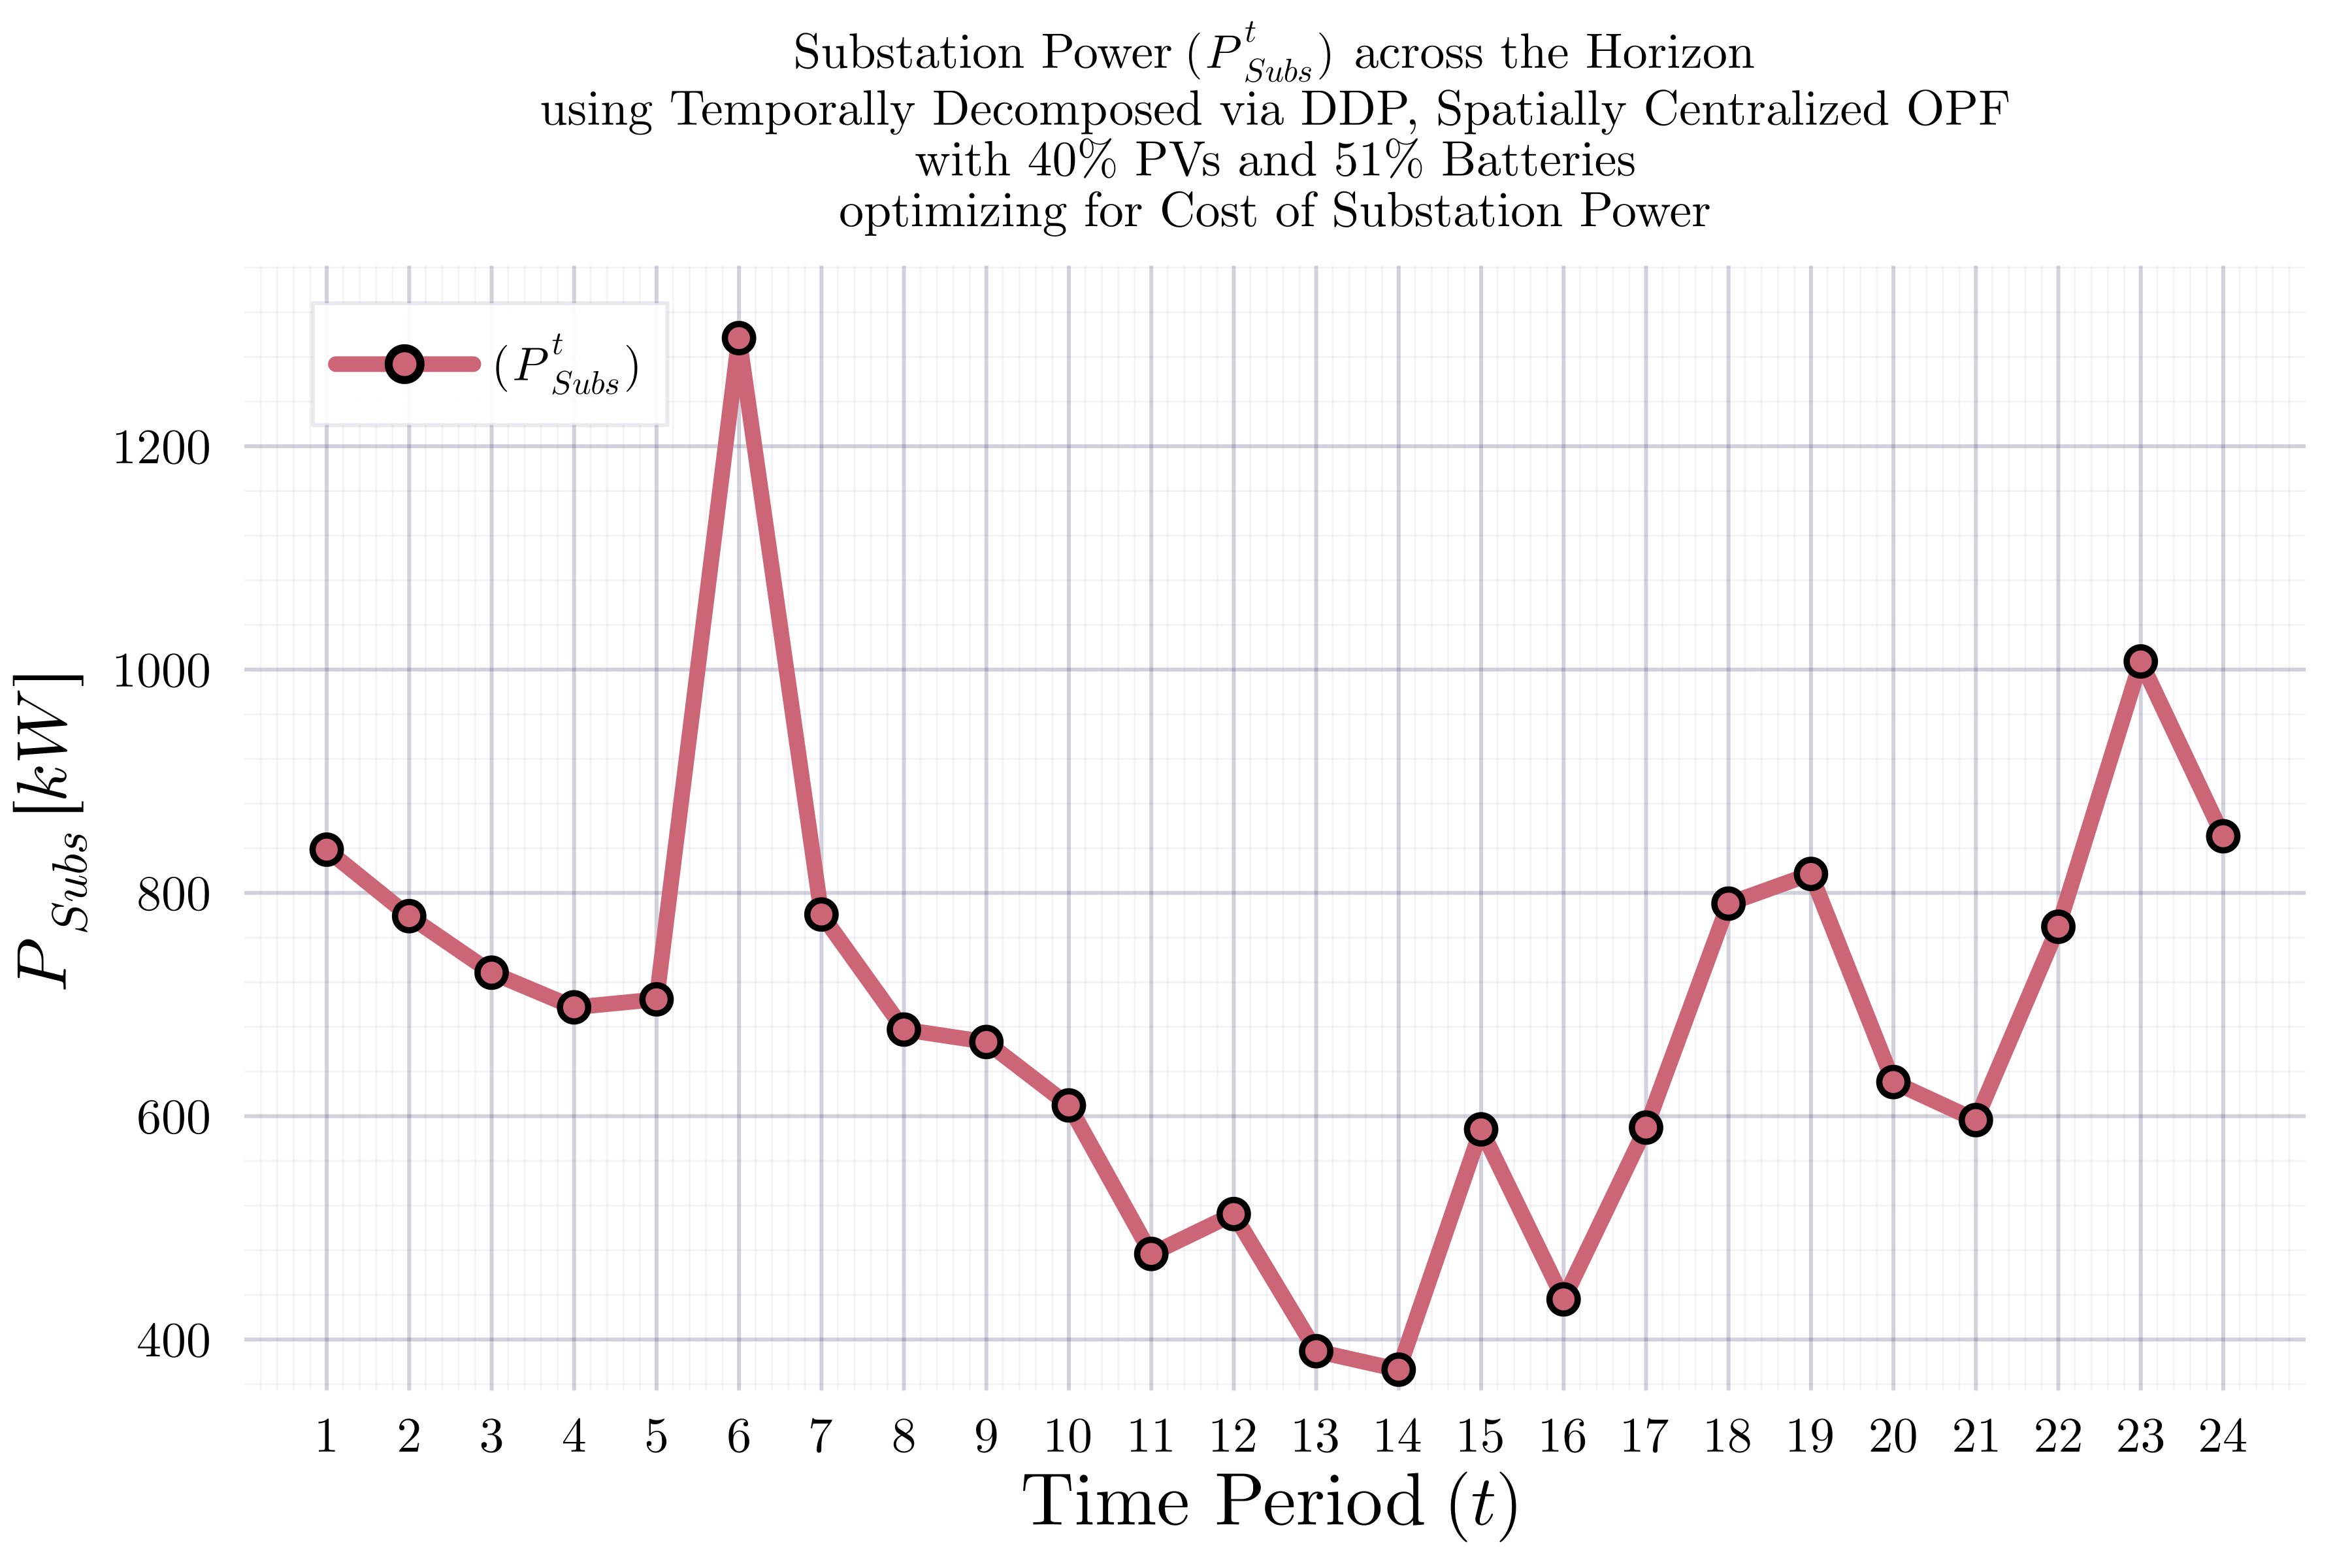 Substation Power (P^t_Subs) across the Horizon
using Temporally Decomposed via DDP, Spatially Centralized OPF
with 40% PVs and 51% Batteries
optimizing for Cost of Substation Power
(P^t_Subs)
1200
1000
800
600
400
P_Subs [kW]
1 2 3 4 5 6 7 8 9 10 11 12 13 14 15 16 17 18 19 20 21 22 23 24
Time Period (t)